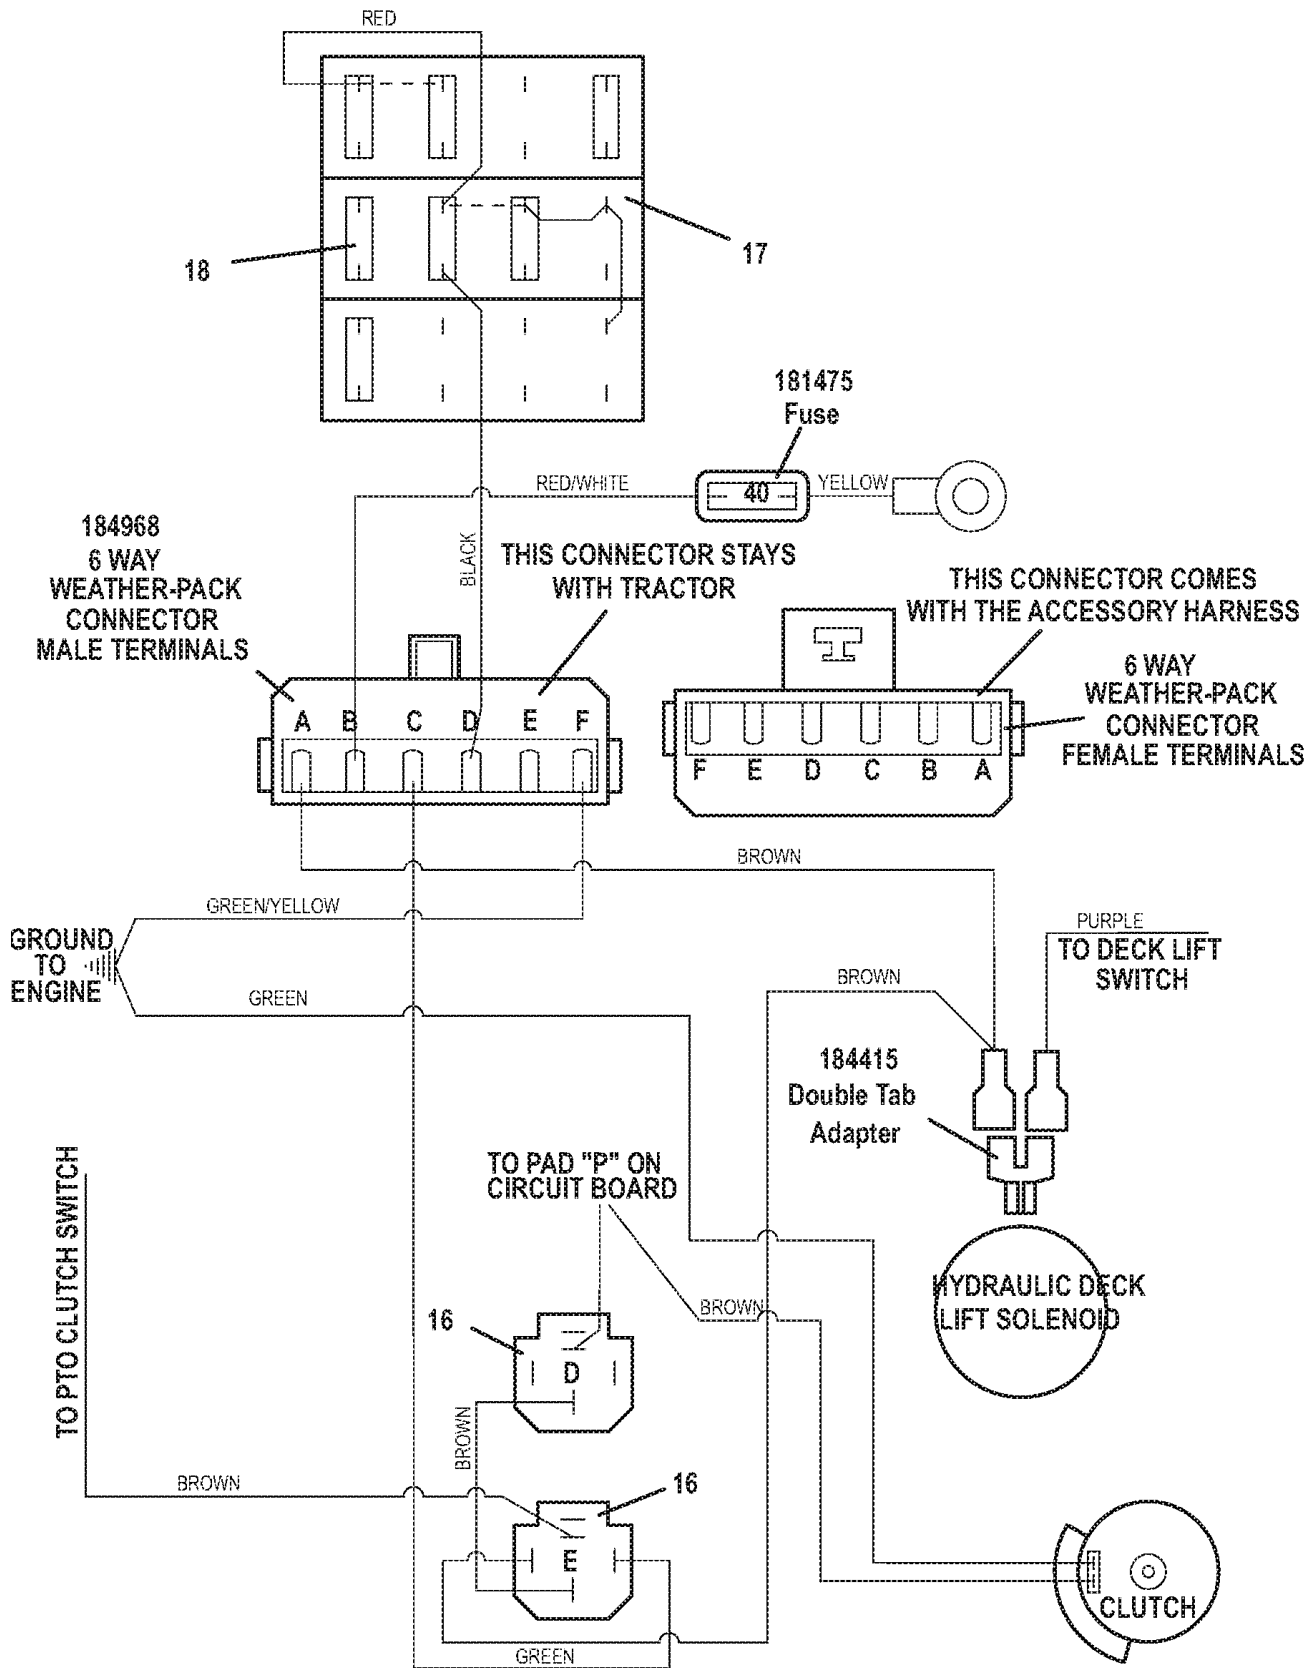 RED
18
17
181475
Fuse
RED/WHITE
40
YELLOW
184968
6 WAY
WEATHER-PACK
CONNECTOR
MALE TERMINALS
BLACK
THIS CONNECTOR STAYS
WITH TRACTOR
THIS CONNECTOR COMES
WITH THE ACCESSORY HARNESS
6 WAY
WEATHER-PACK
CONNECTOR
FEMALE TERMINALS
A B C D E F
F E D C B A
BROWN
GREEN/YELLOW
GROUND
TO
ENGINE
GREEN
PURPLE
TO DECK LIFT
SWITCH
BROWN
184415
Double Tab
Adapter
TO PAD "P" ON
CIRCUIT BOARD
TO PTO CLUTCH SWITCH
HYDRAULIC DECK
LIFT SOLENOID
BROWN
16
D
BROWN
BROWN
16
E
CLUTCH
GREEN